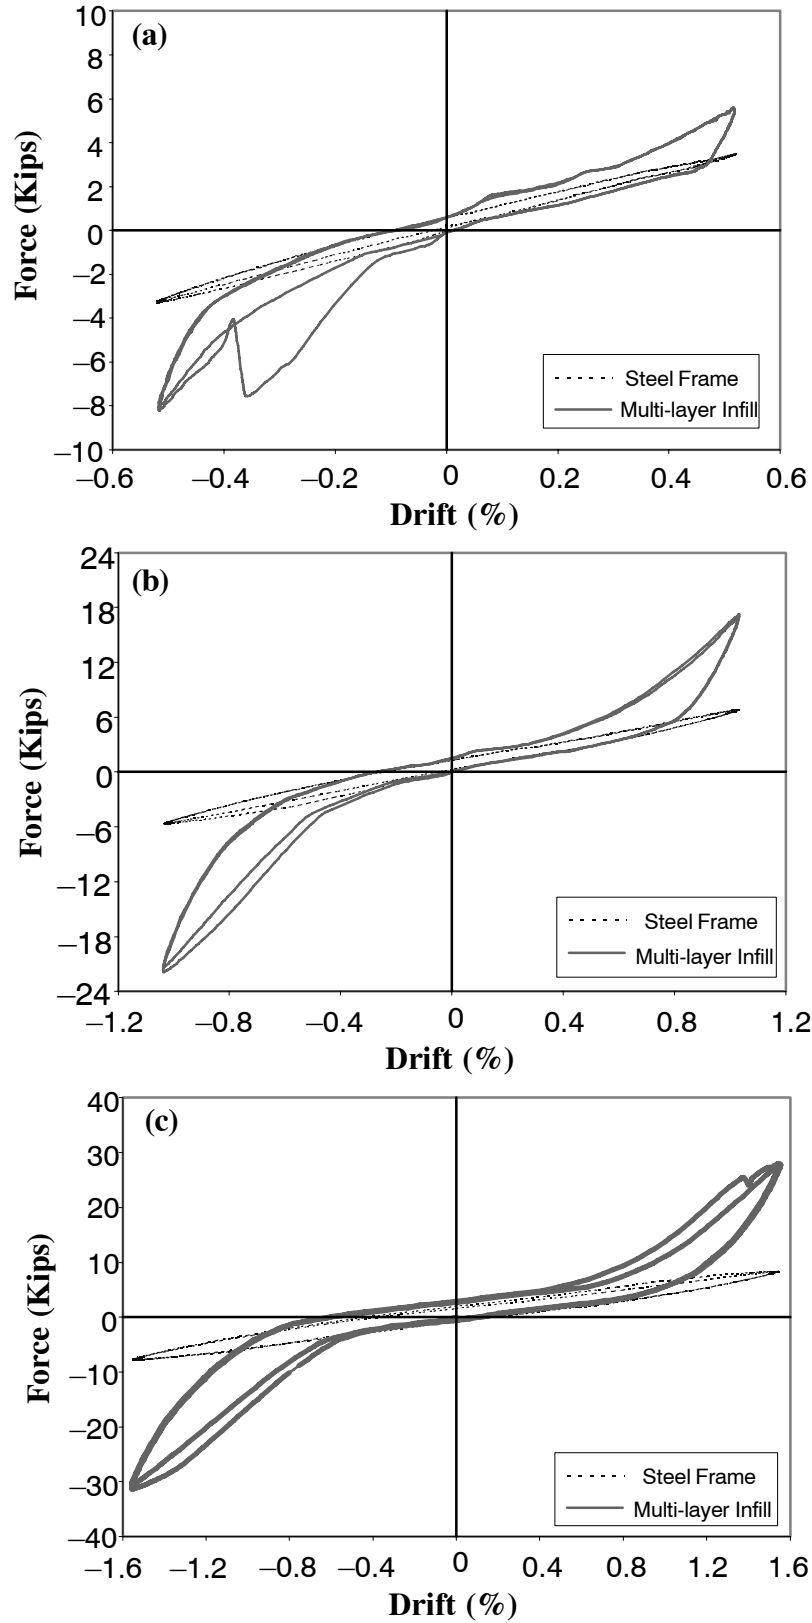 (a)
10
8
6
4
2
0
−2
−4
−6
−8
−10
Force (Kips)
Steel Frame
Multi-layer Infill
−0.6 −0.4 −0.2 0 0.2 0.4 0.6
Drift (%)
(b)
24
18
12
6
0
−6
−12
−18
−24
Force (Kips)
Steel Frame
Multi-layer Infill
−1.2 −0.8 −0.4 0 0.4 0.8 1.2
Drift (%)
(c)
40
30
20
10
0
−10
−20
−30
−40
Force (Kips)
Steel Frame
Multi-layer Infill
−1.6 −1.2 −0.8 −0.4 0 0.4 0.8 1.2 1.6
Drift (%)